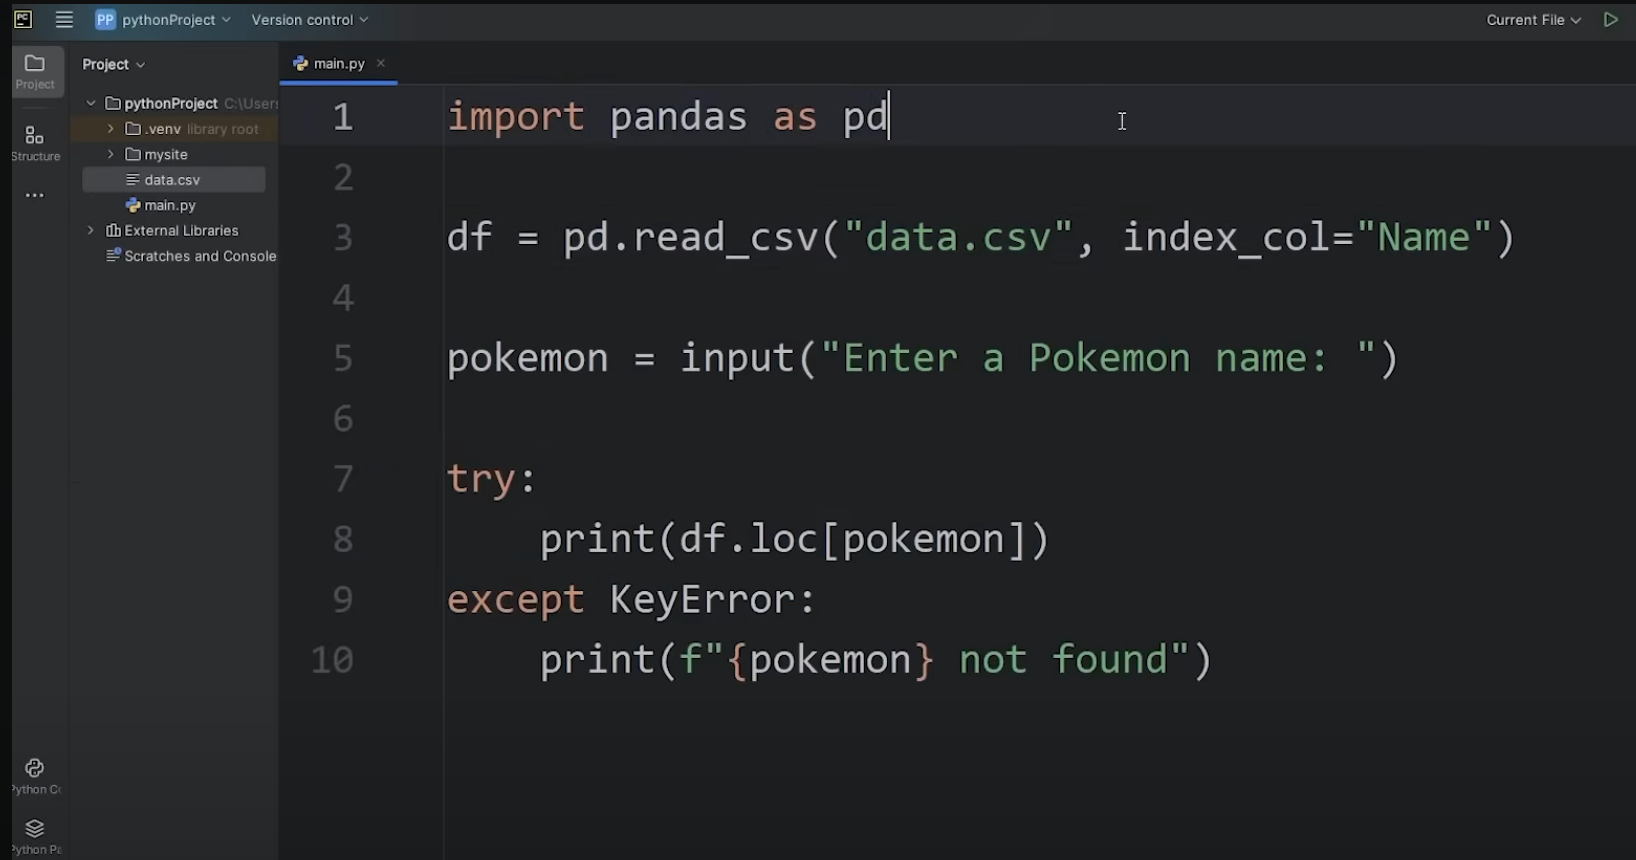 PC
PP pythonProject Version control Current File
Project
Structure
Project
pythonProject C:\Users
.venv library root
mysite
data.csv
main.py
External Libraries
Scratches and Console
main.py
1 import pandas as pd
2
3 df = pd.read_csv("data.csv", index_col="Name")
4
5 pokemon = input("Enter a Pokemon name: ")
6
7 try:
8     print(df.loc[pokemon])
9 except KeyError:
10     print(f"{pokemon} not found")
Python Co
Python Pa